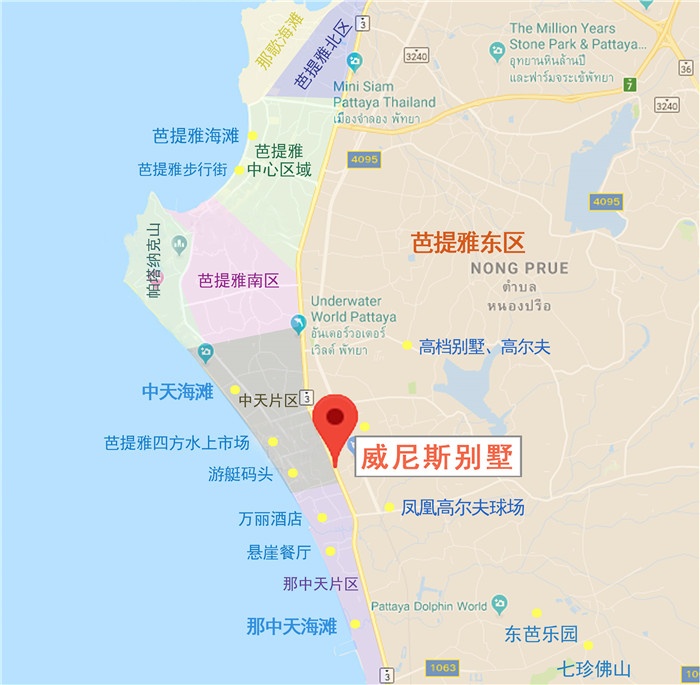 那歌海滩
芭提雅北区
3
3240
The Million Years
Stone Park & Pattaya...
อุทยานหินล้านปี
และฟาร์มจระเข้พัทยา
36
7
3240
Mini Siam
Pattaya Thailand
เมืองจำลอง พัทยา
芭提雅海滩
芭提雅步行街
芭提雅
中心区域
4095
4095
帕塔纳克山
芭提雅南区
芭提雅东区
NONG PRUE
ตำบล
หนองปรือ
Underwater
World Pattaya
อันเดอร์วอเตอร์
เวิลด์ พัทยา
高档别墅、高尔夫
中天海滩
中天片区
3
芭提雅四方水上市场
威尼斯别墅
游艇码头
万丽酒店
凤凰高尔夫球场
悬崖餐厅
那中天片区
那中天海滩
Pattaya Dolphin World
东芭乐园
七珍佛山
1063
3
10